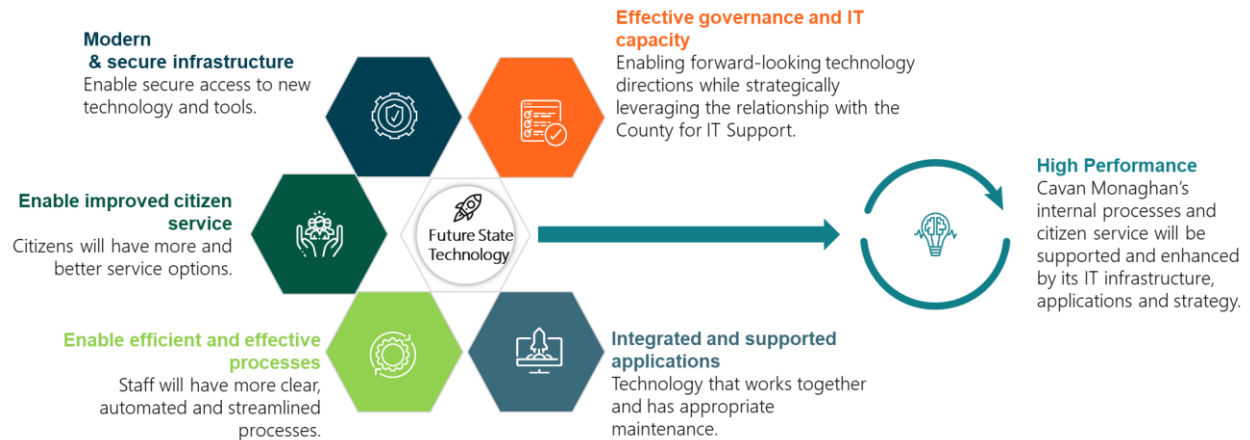 Modern
& secure infrastructure
Enable secure access to new
technology and tools.
Effective governance and IT
capacity
Enabling forward-looking technology
directions while strategically
leveraging the relationship with the
County for IT Support.
Enable improved citizen
service
Citizens will have more and
better service options.
Future State
Technology
High Performance
Cavan Monaghan's
internal processes and
citizen service will be
supported and enhanced
by its IT infrastructure,
applications and strategy.
Enable efficient and effective
processes
Staff will have more clear,
automated and streamlined
processes.
Integrated and supported
applications
Technology that works together
and has appropriate
maintenance.